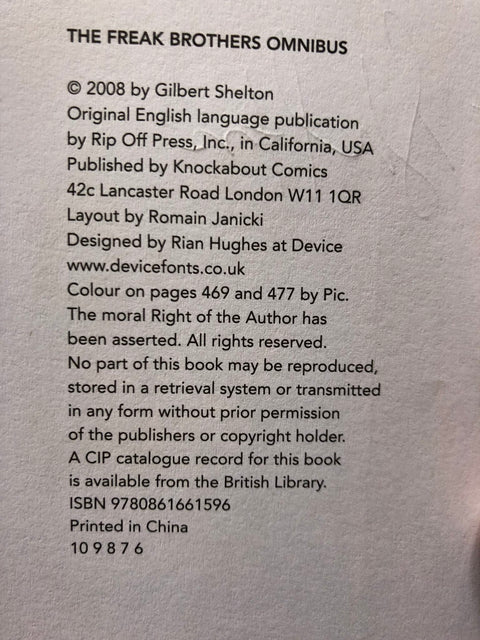 THE FREAK BROTHERS OMNIBUS
© 2008 by Gilbert Shelton
Original English language publication
by Rip Off Press, Inc., in California, USA
Published by Knockabout Comics
42c Lancaster Road London W11 1QR
Layout by Romain Janicki
Designed by Rian Hughes at Device
www.devicefonts.co.uk
Colour on pages 469 and 477 by Pic.
The moral Right of the Author has
been asserted. All rights reserved.
No part of this book may be reproduced,
stored in a retrieval system or transmitted
in any form without prior permission
of the publishers or copyright holder.
A CIP catalogue record for this book
is available from the British Library.
ISBN 9780861661596
Printed in China
10 9 8 7 6